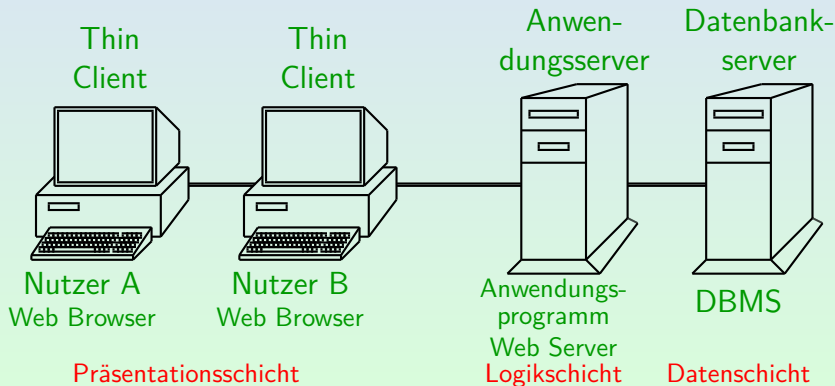 Thin
Client
Thin
Client
Anwen-
dungsserver
Datenbank-
server
Nutzer A
Web Browser
Nutzer B
Web Browser
Anwendungs-
programm
Web Server
DBMS
Präsentationsschicht
Logikschicht
Datenschicht